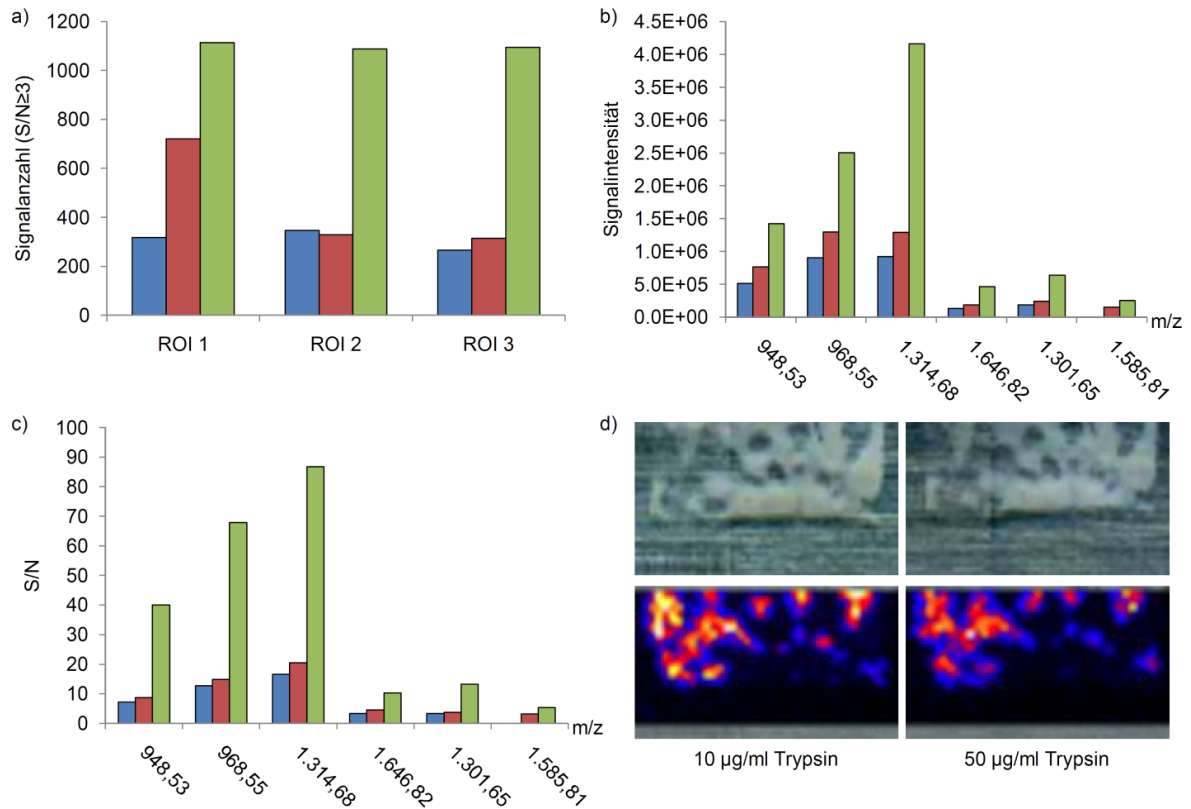 a)
Signalanzahl (S/N≥3)
1200
1000
800
600
400
200
0
ROI 1
ROI 2
ROI 3
b)
Signalintensität
4.5E+06
4.0E+06
3.5E+06
3.0E+06
2.5E+06
2.0E+06
1.5E+06
1.0E+06
5.0E+05
0.0E+00
m/z
948,53
968,55
1.314,68
1.646,82
1.301,65
1.585,81
c)
S/N
100
90
80
70
60
50
40
30
20
10
0
m/z
948,53
968,55
1.314,68
1.646,82
1.301,65
1.585,81
d)
10 µg/ml Trypsin
50 µg/ml Trypsin